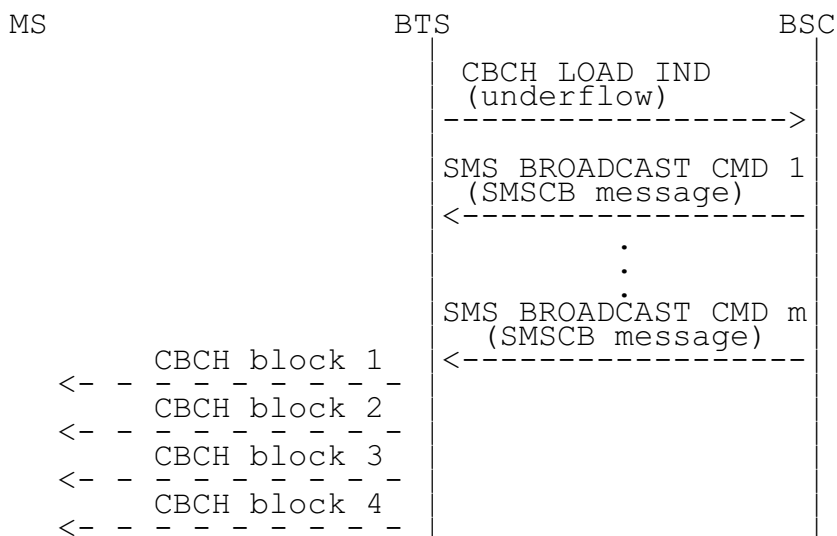 MS BTS BSC
CBCH LOAD IND
(underflow)
------------------>
SMS BROADCAST CMD 1
(SMSCB message)
<------------------
.
.
.
SMS BROADCAST CMD m
(SMSCB message)
CBCH block 1 <------------------
<- - - - - - - - -
CBCH block 2
<- - - - - - - - -
CBCH block 3
<- - - - - - - - -
CBCH block 4
<- - - - - - - - -